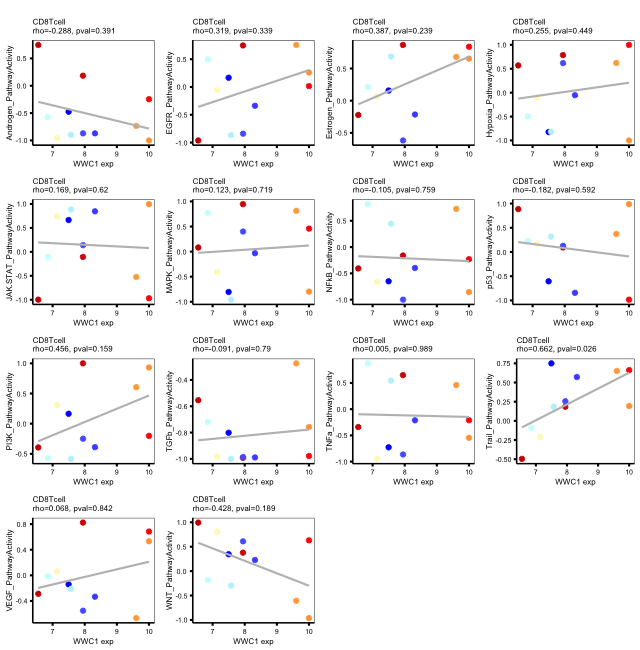 CD8Tcell
rho=-0.288, pval=0.391
Androgen_PathwayActivity
0.5
0.0
-0.5
-1.0
7
8
9
10
WWC1 exp
CD8Tcell
rho=0.319, pval=0.339
EGFR_PathwayActivity
0.5
0.0
-0.5
-1.0
7
8
9
10
WWC1 exp
CD8Tcell
rho=0.387, pval=0.239
Estrogen_PathwayActivity
0.5
0.0
-0.5
7
8
9
10
WWC1 exp
CD8Tcell
rho=0.255, pval=0.449
Hypoxia_PathwayActivity
1.0
0.5
0.0
-0.5
-1.0
7
8
9
10
WWC1 exp
CD8Tcell
rho=0.169, pval=0.62
JAK.STAT_PathwayActivity
1.0
0.5
0.0
-0.5
-1.0
7
8
9
10
WWC1 exp
CD8Tcell
rho=0.123, pval=0.719
MAPK_PathwayActivity
1.0
0.5
0.0
-0.5
-1.0
7
8
9
10
WWC1 exp
CD8Tcell
rho=-0.105, pval=0.759
NFkB_PathwayActivity
0.5
0.0
-0.5
-1.0
7
8
9
10
WWC1 exp
CD8Tcell
rho=-0.182, pval=0.592
p53_PathwayActivity
1.0
0.5
0.0
-0.5
-1.0
7
8
9
10
WWC1 exp
CD8Tcell
rho=0.456, pval=0.159
PI3K_PathwayActivity
1.0
0.5
0.0
-0.5
7
8
9
10
WWC1 exp
CD8Tcell
rho=-0.091, pval=0.79
TGFb_PathwayActivity
-0.4
-0.6
-0.8
-1.0
7
8
9
10
WWC1 exp
CD8Tcell
rho=0.005, pval=0.989
TNFa_PathwayActivity
0.5
0.0
-0.5
-1.0
7
8
9
10
WWC1 exp
CD8Tcell
rho=0.662, pval=0.026
Trail_PathwayActivity
0.75
0.50
0.25
0.00
-0.25
-0.50
7
8
9
10
WWC1 exp
CD8Tcell
rho=0.068, pval=0.842
VEGF_PathwayActivity
0.8
0.4
0.0
-0.4
7
8
9
10
WWC1 exp
CD8Tcell
rho=-0.428, pval=0.189
WNT_PathwayActivity
1.0
0.5
0.0
-0.5
-1.0
7
8
9
10
WWC1 exp